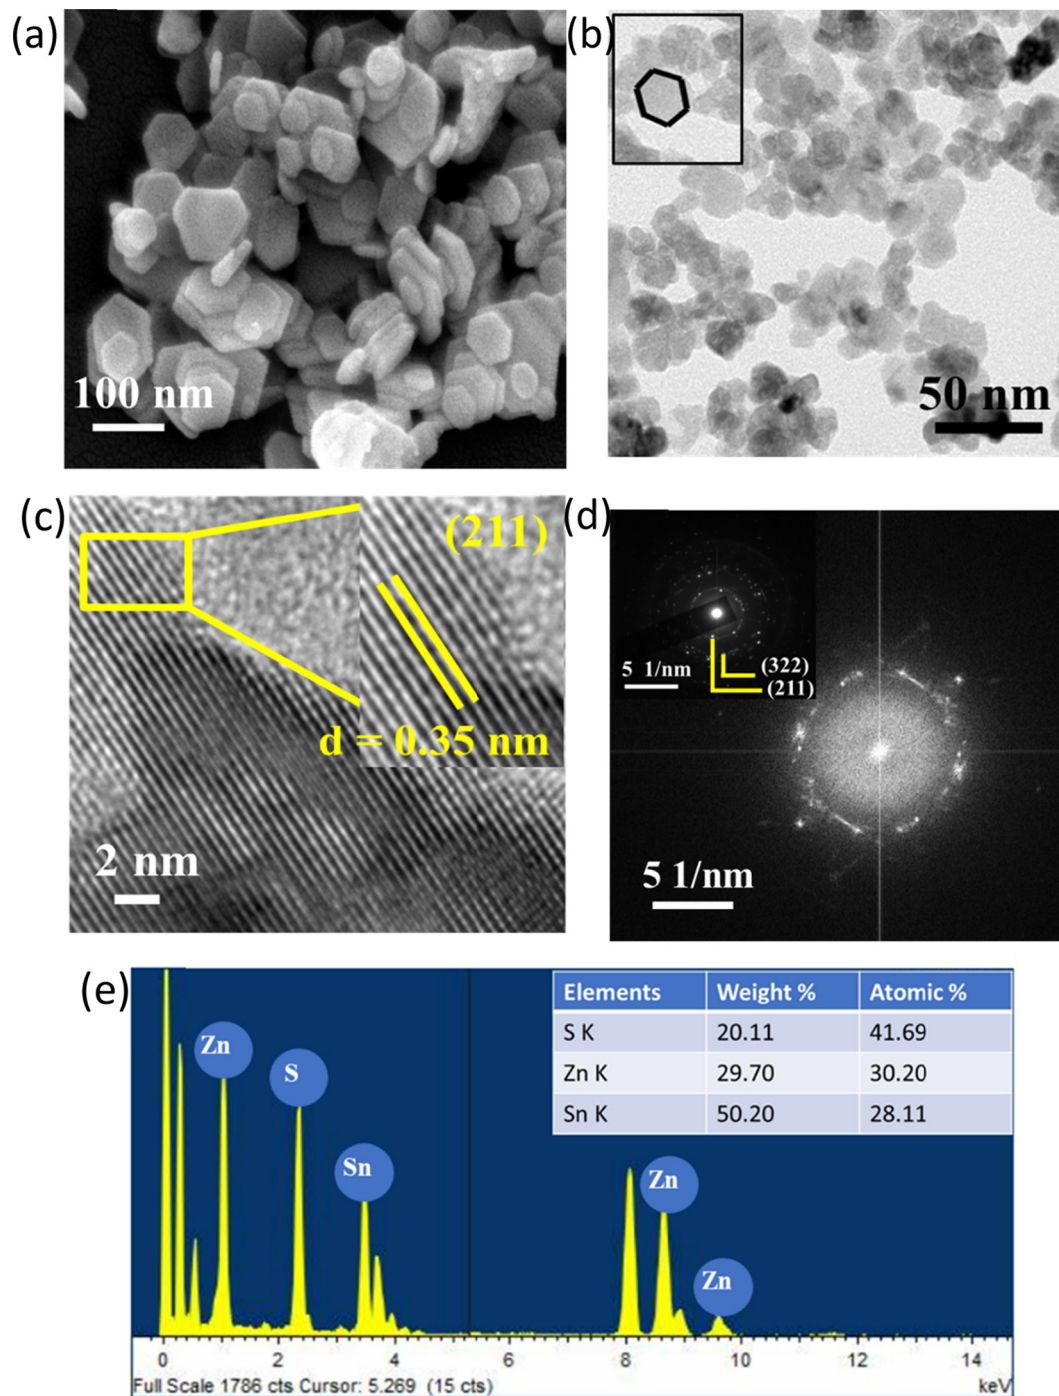 (a)
100 nm
(b)
50 nm
(c)
(211)
d = 0.35 nm
2 nm
(d)
5 1/nm
(322)
(211)
5 1/nm
(e)
Zn
S
Sn
Zn
Zn
Elements Weight % Atomic %
S K 20.11 41.69
Zn K 29.70 30.20
Sn K 50.20 28.11
0 2 4 6 8 10 12 14
Full Scale 1786 cts Cursor: 5.269 (15 cts) keV